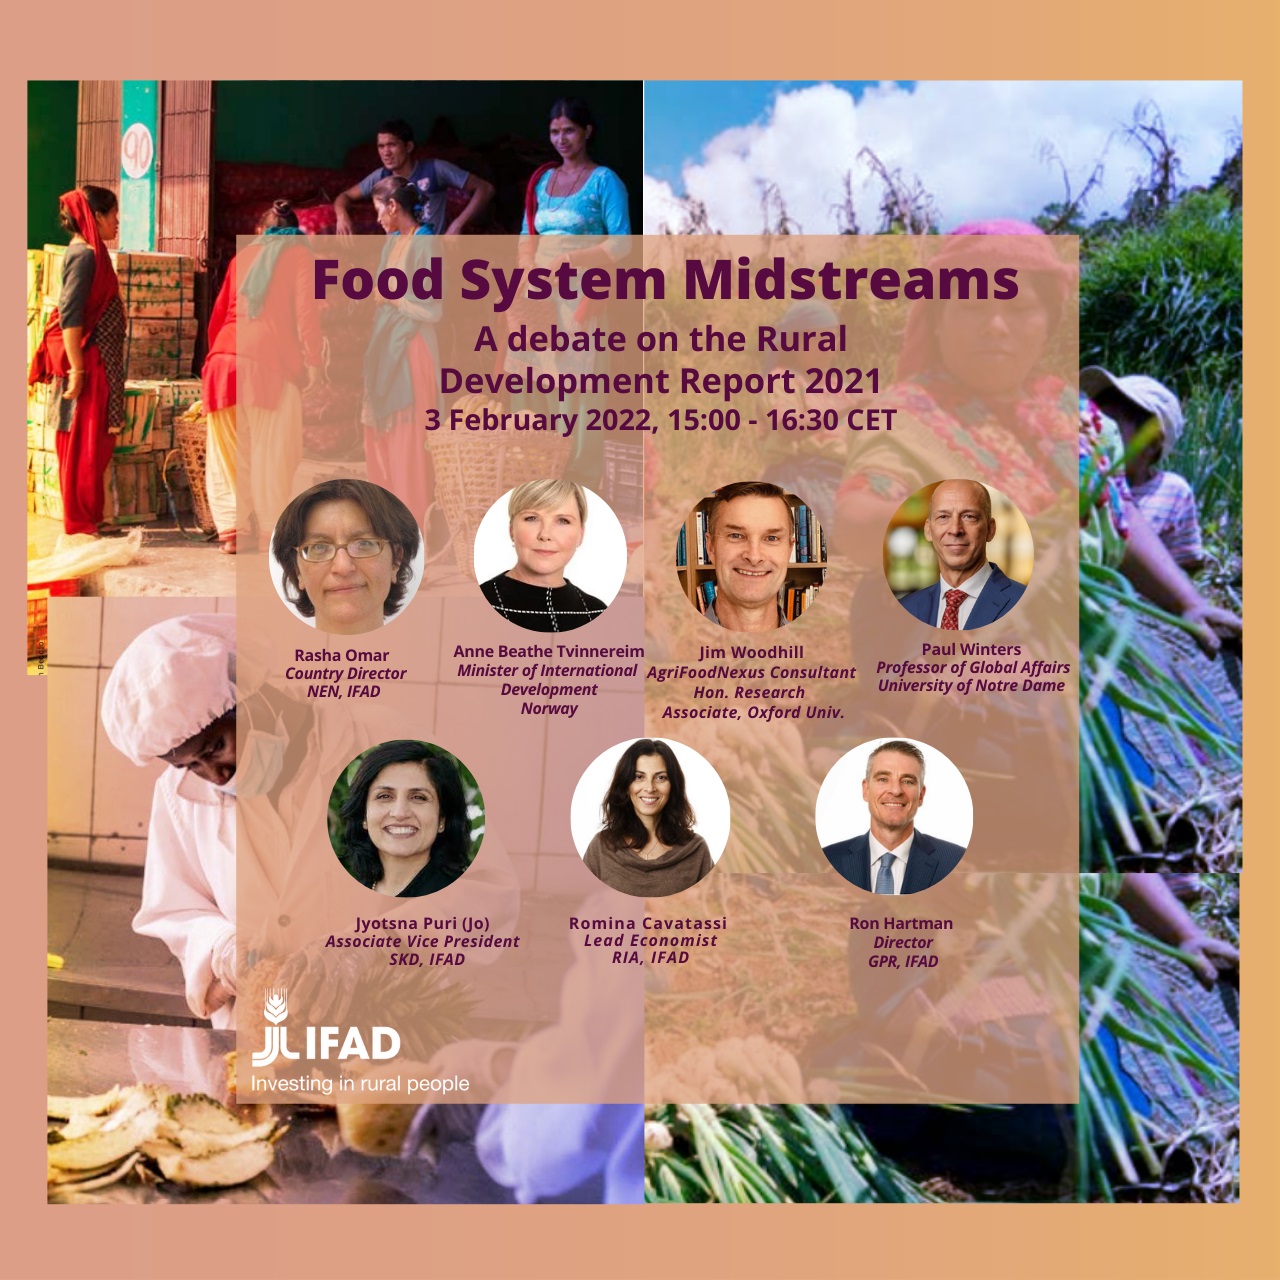 90
Food System Midstreams
A debate on the Rural
Development Report 2021
3 February 2022, 15:00 - 16:30 CET
Rasha Omar
Country Director
NEN, IFAD
Anne Beathe Tvinnereim
Minister of International
Development
Norway
Jim Woodhill
AgriFoodNexus Consultant
Hon. Research
Associate, Oxford Univ.
Paul Winters
Professor of Global Affairs
University of Notre Dame
Jyotsna Puri (Jo)
Associate Vice President
SKD, IFAD
Romina Cavatassi
Lead Economist
RIA, IFAD
Ron Hartman
Director
GPR, IFAD
IFAD
Investing in rural people